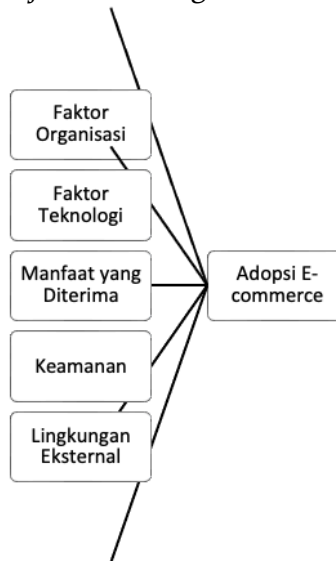 Faktor
Organisasi
Faktor
Teknologi
Manfaat yang
Diterima
Adopsi E-
commerce
Keamanan
Lingkungan
Eksternal